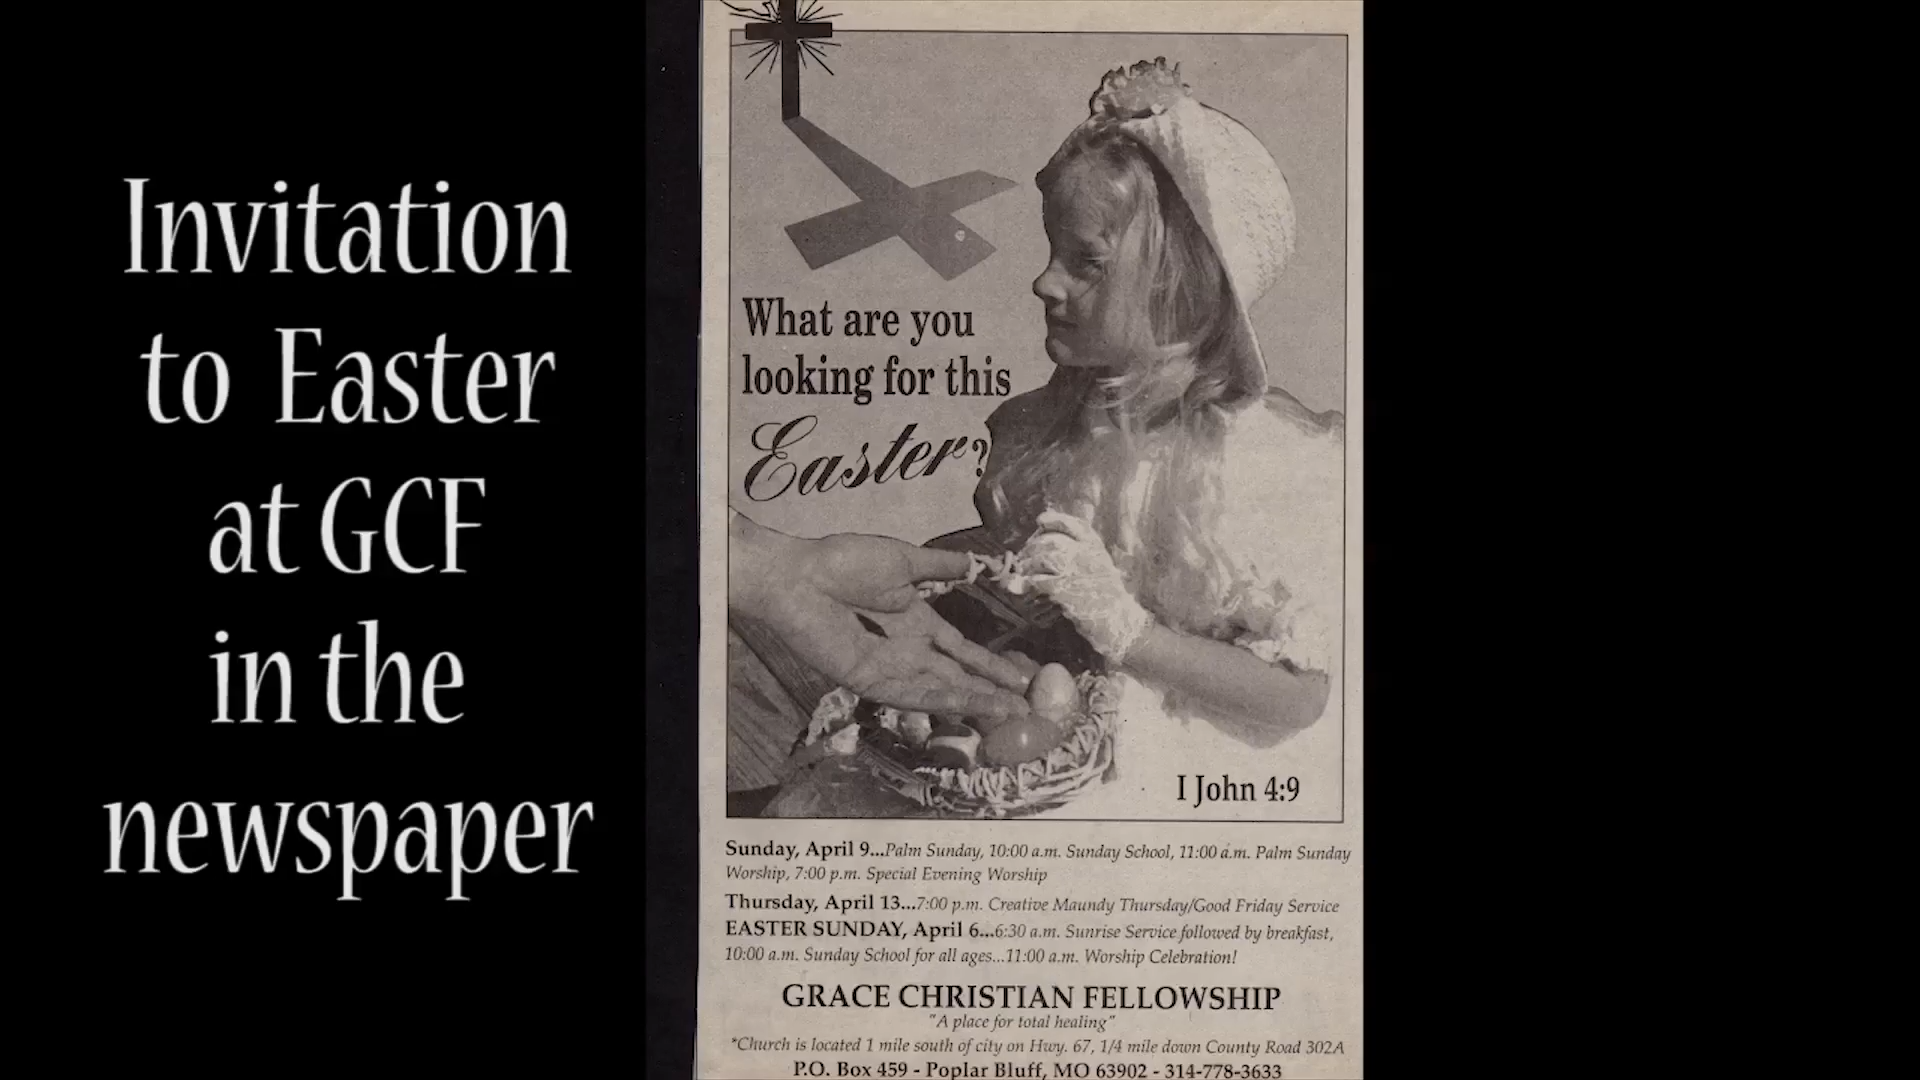 Invitation
to Easter
at GCF
in the
newspaper
What are you
looking for this
Easter?
I John 4:9
Sunday, April 9...Palm Sunday, 10:00 a.m. Sunday School, 11:00 a.m. Palm Sunday
Worship, 7:00 p.m. Special Evening Worship
Thursday, April 13...7:00 p.m. Creative Maundy Thursday/Good Friday Service
EASTER SUNDAY, April 6...6:30 a.m. Sunrise Service followed by breakfast,
10:00 a.m. Sunday School for all ages...11:00 a.m. Worship Celebration!
GRACE CHRISTIAN FELLOWSHIP
"A place for total healing"
*Church is located 1 mile south of city on Hwy. 67, 1/4 mile down County Road 302A
P.O. Box 459 - Poplar Bluff, MO 63902 - 314-778-3633